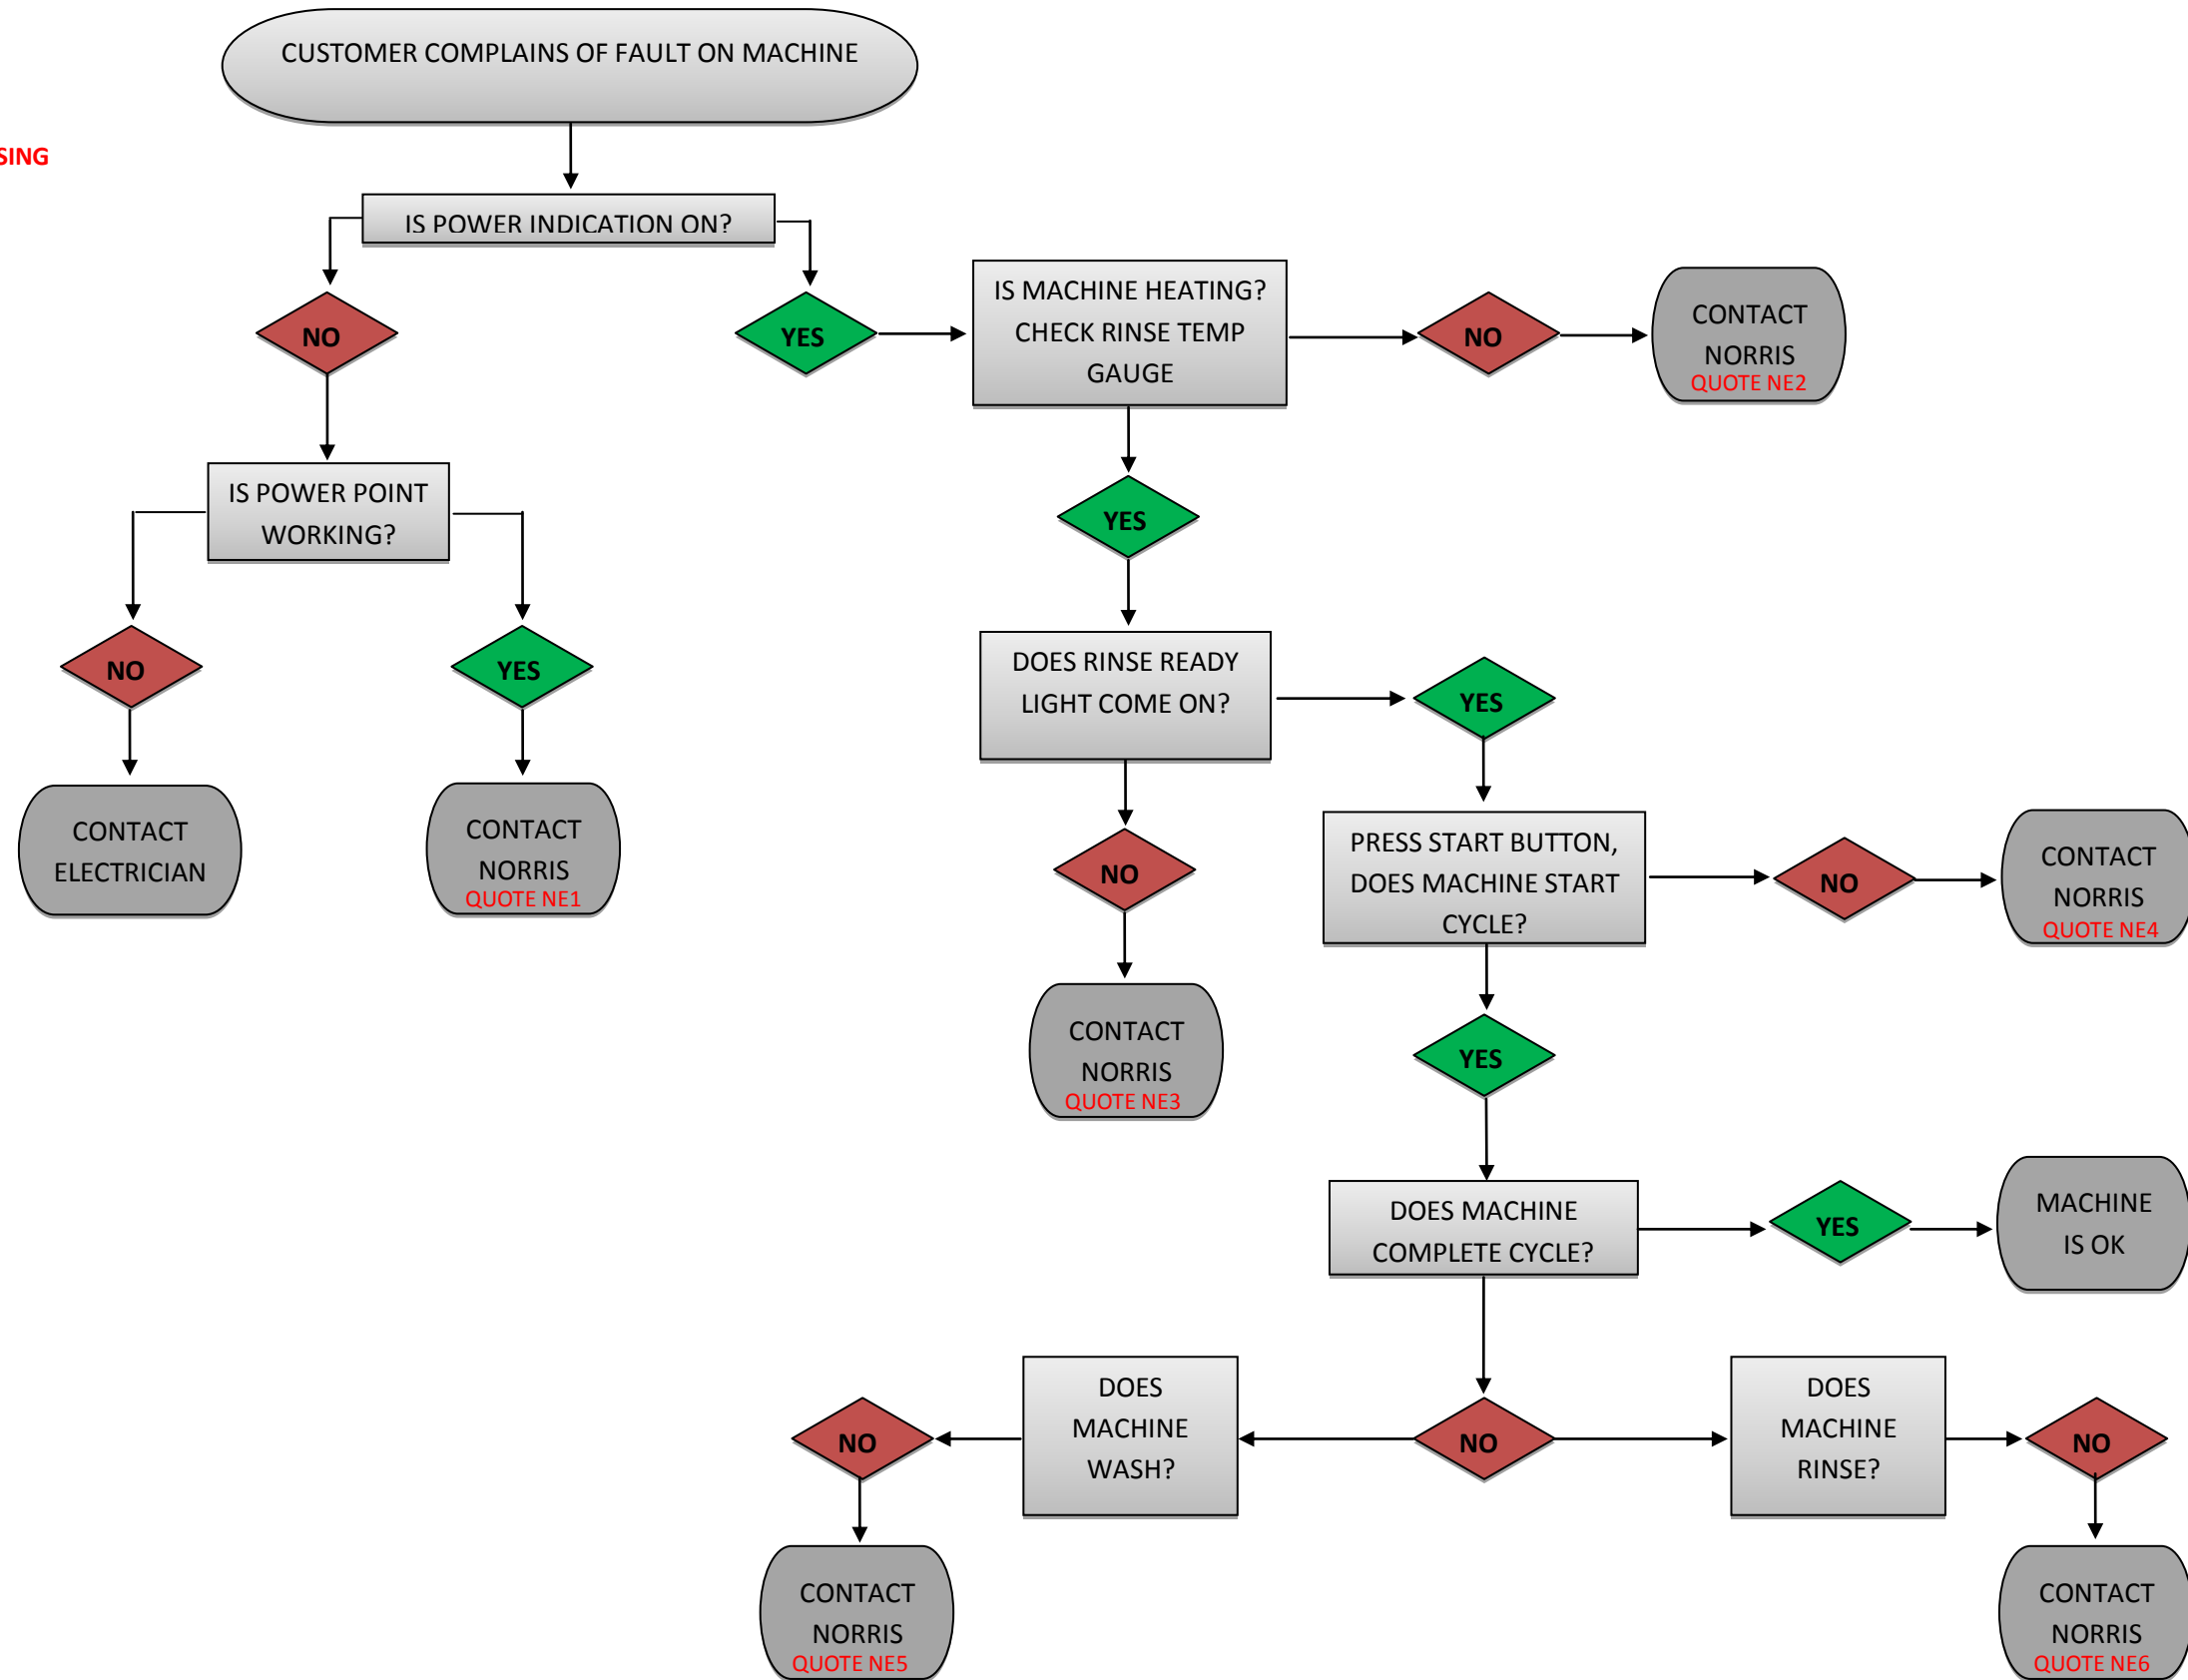 CUSTOMER COMPLAINS OF FAULT ON MACHINE
SING
IS POWER INDICATION ON?
NO
YES
IS MACHINE HEATING?
CHECK RINSE TEMP
GAUGE
NO
CONTACT
NORRIS
QUOTE NE2
IS POWER POINT
WORKING?
YES
NO
YES
DOES RINSE READY
LIGHT COME ON?
YES
CONTACT
ELECTRICIAN
CONTACT
NORRIS
QUOTE NE1
NO
PRESS START BUTTON,
DOES MACHINE START
CYCLE?
NO
CONTACT
NORRIS
QUOTE NE4
CONTACT
NORRIS
QUOTE NE3
YES
DOES MACHINE
COMPLETE CYCLE?
YES
MACHINE
IS OK
NO
DOES
MACHINE
WASH?
NO
DOES
MACHINE
RINSE?
NO
CONTACT
NORRIS
QUOTE NE5
CONTACT
NORRIS
QUOTE NE6